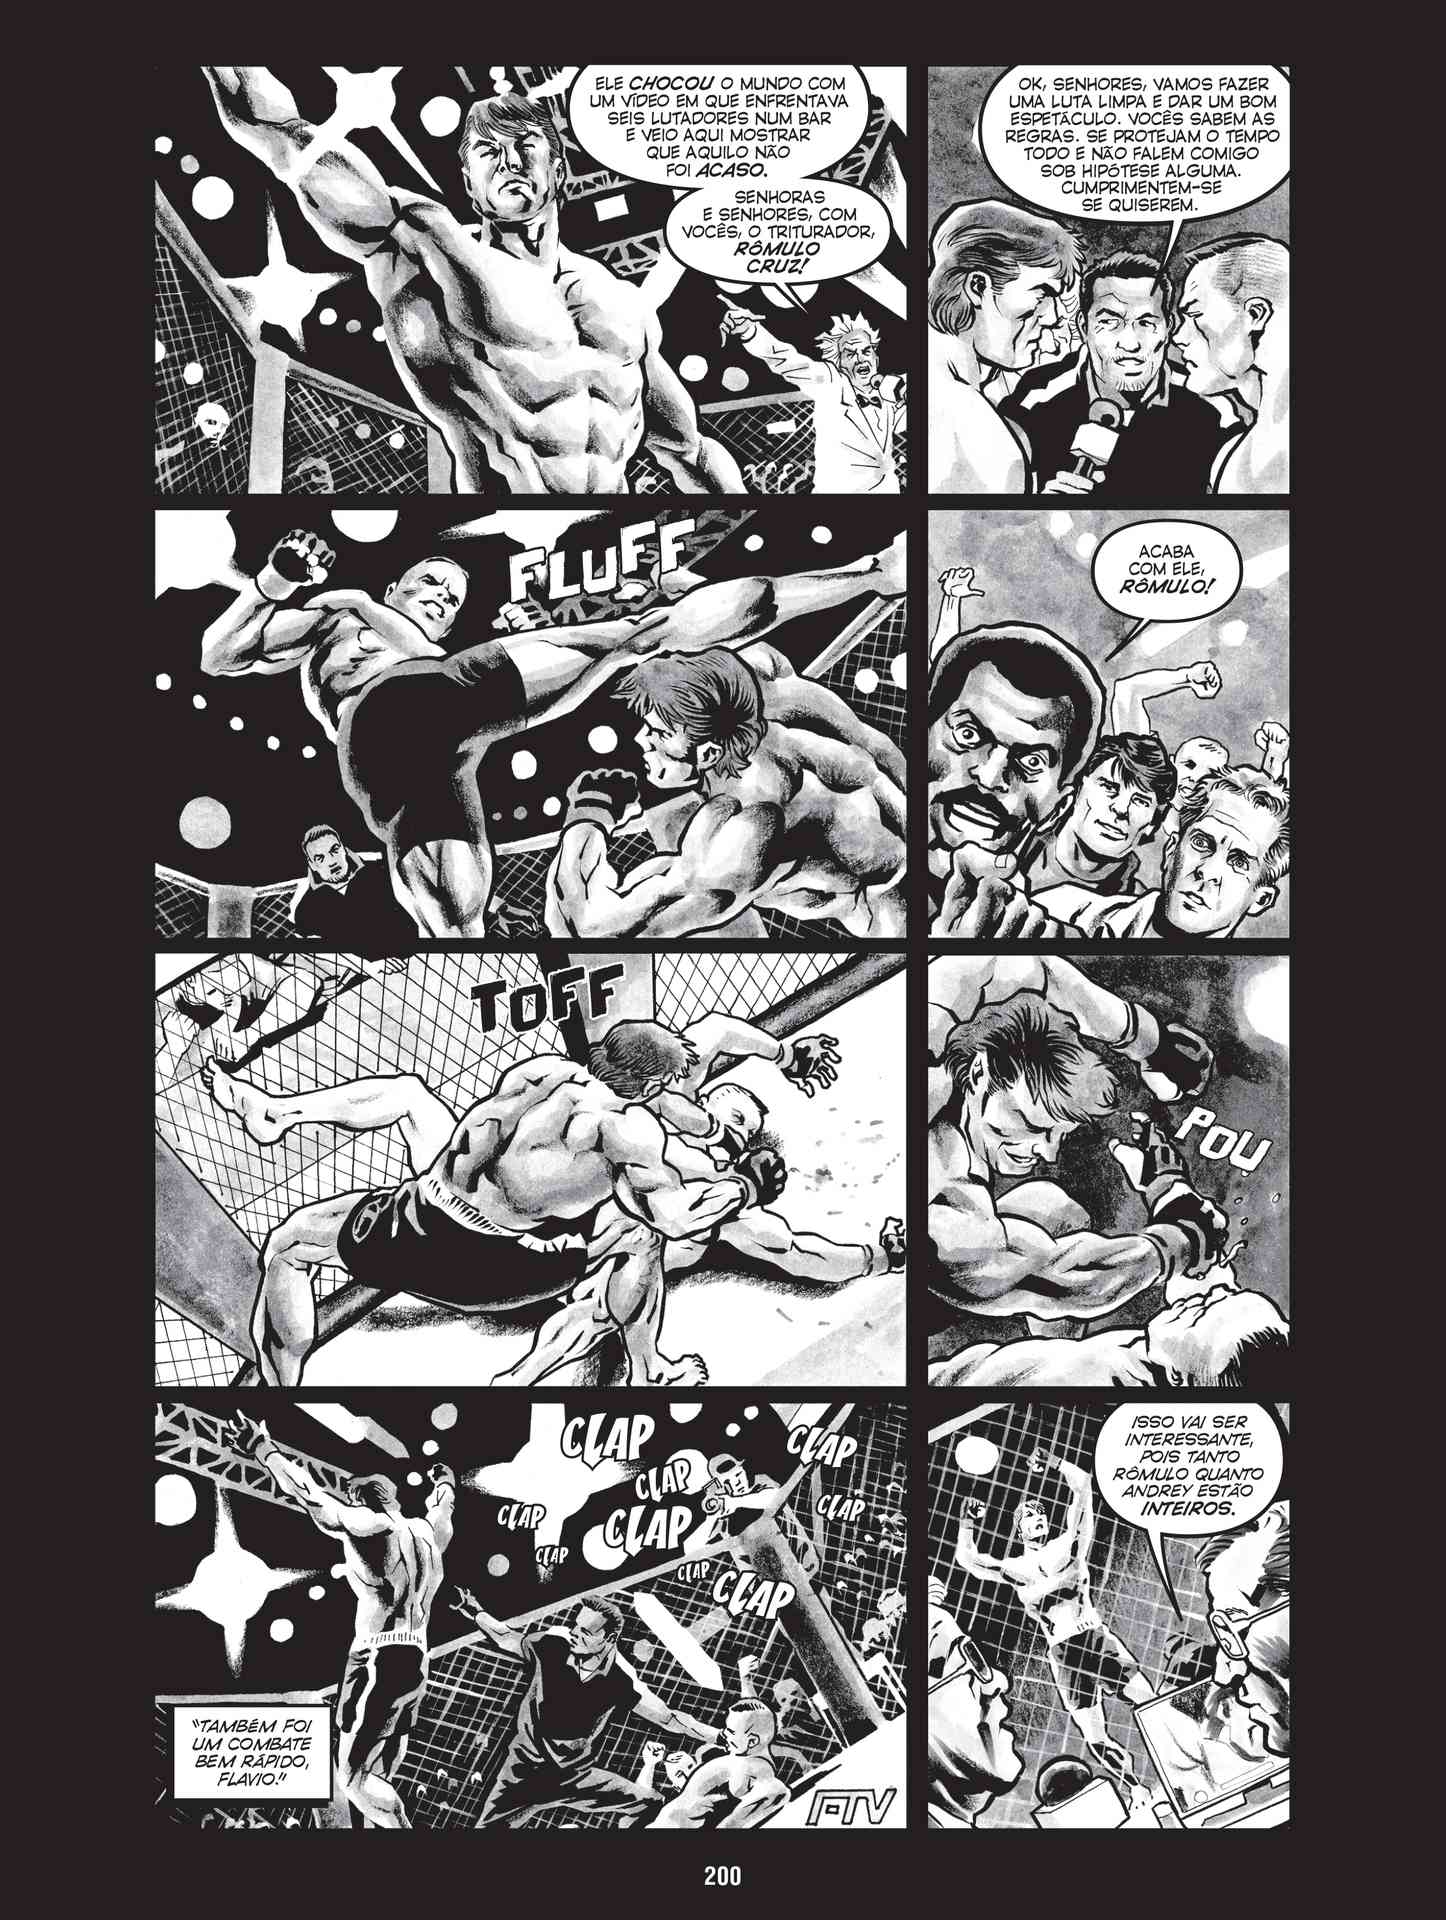 ELE CHOCOU O MUNDO COM
UM VÍDEO EM QUE ENFRENTAVA
SEIS LUTADORES NUM BAR
E VEIO AQUI MOSTRAR
QUE AQUILO NÃO
FOI ACASO.
SENHORAS
E SENHORES, COM
VOCÊS, O TRITURADOR,
RÔMULO
CRUZ!
OK, SENHORES, VAMOS FAZER
UMA LUTA LIMPA E DAR UM BOM
ESPETÁCULO. VOCÊS SABEM AS
REGRAS. SE PROTEJAM O TEMPO
TODO E NÃO FALEM COMIGO
SOB HIPÓTESE ALGUMA.
CUMPRIMENTEM-SE
SE QUISEREM.
FLUFF
ACABA
COM ELE,
RÔMULO!
TOFF
POU
CLAP
CLAP
CLAP
CLAP
CLAP
CLAP
CLAP
CLAP
CLAP
"TAMBÉM FOI
UM COMBATE
BEM RÁPIDO,
FLAVIO."
ISSO VAI SER
INTERESSANTE,
POIS TANTO
RÔMULO QUANTO
ANDREY ESTÃO
INTEIROS.
200